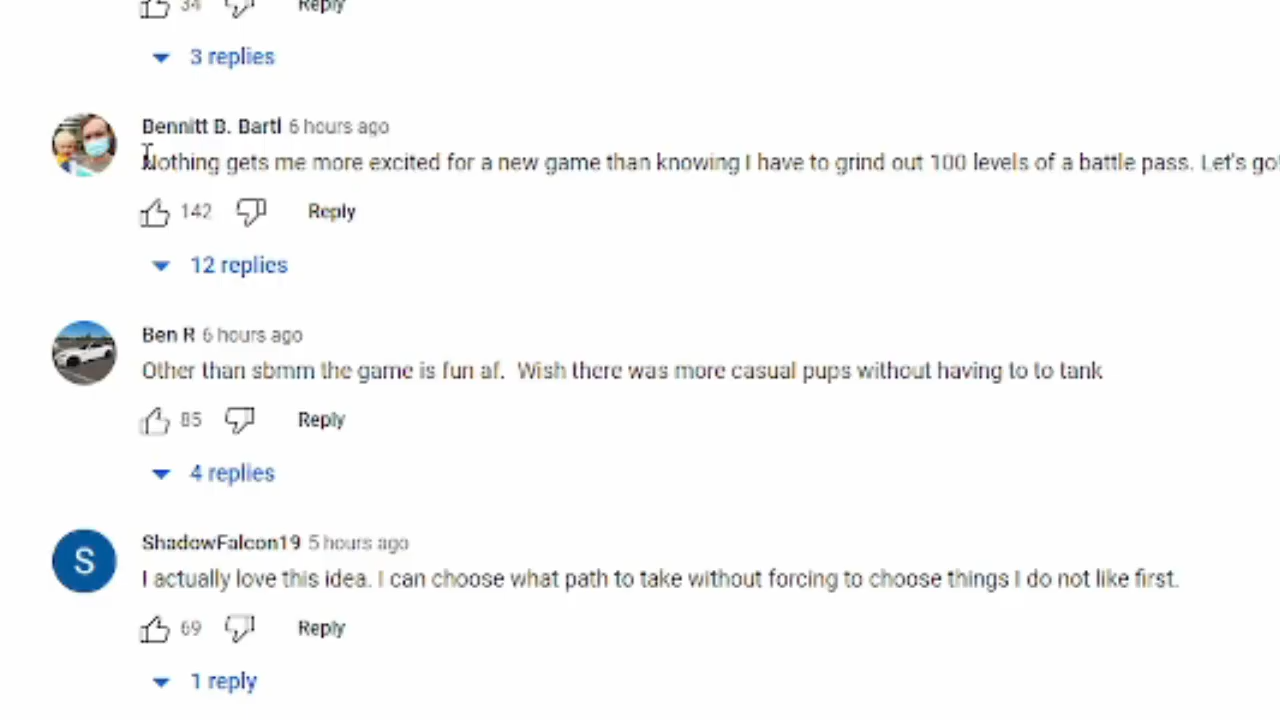 34 Reply
3 replies
Bennitt B. Bartl 6 hours ago
Nothing gets me more excited for a new game than knowing I have to grind out 100 levels of a battle pass. Let's go!
142 Reply
12 replies
Ben R 6 hours ago
Other than sbmm the game is fun af. Wish there was more casual pups without having to to tank
85 Reply
4 replies
S
ShadowFalcon19 5 hours ago
I actually love this idea. I can choose what path to take without forcing to choose things I do not like first.
69 Reply
1 reply